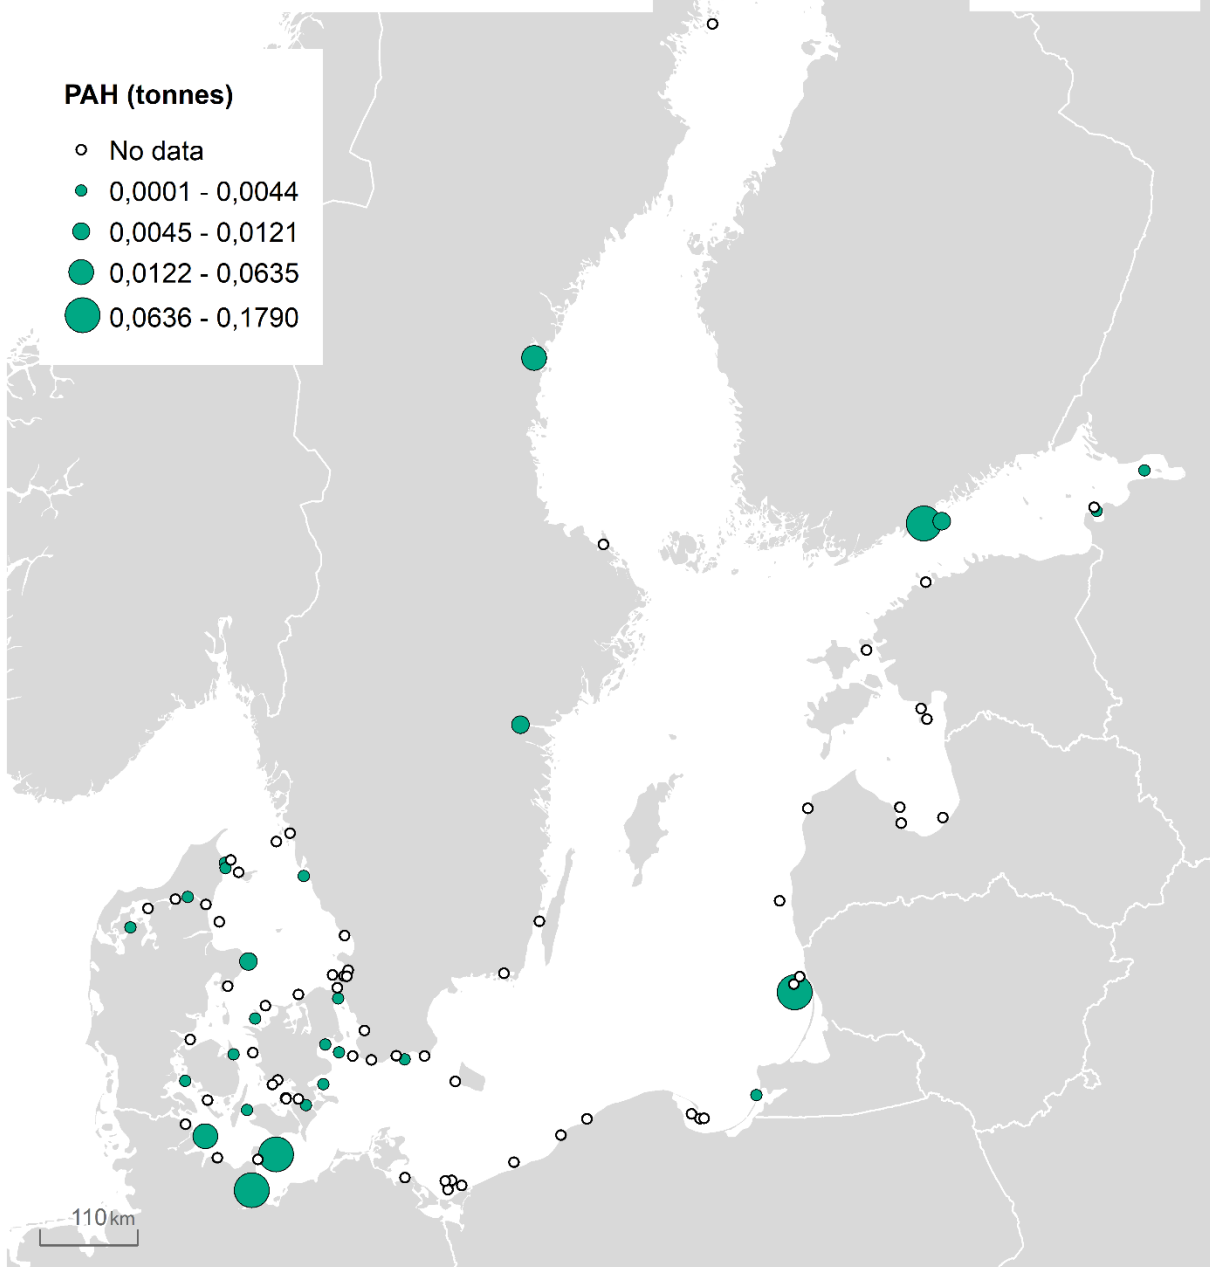 PAH (tonnes)
No data
0,0001 - 0,0044
0,0045 - 0,0121
0,0122 - 0,0635
0,0636 - 0,1790
110 km